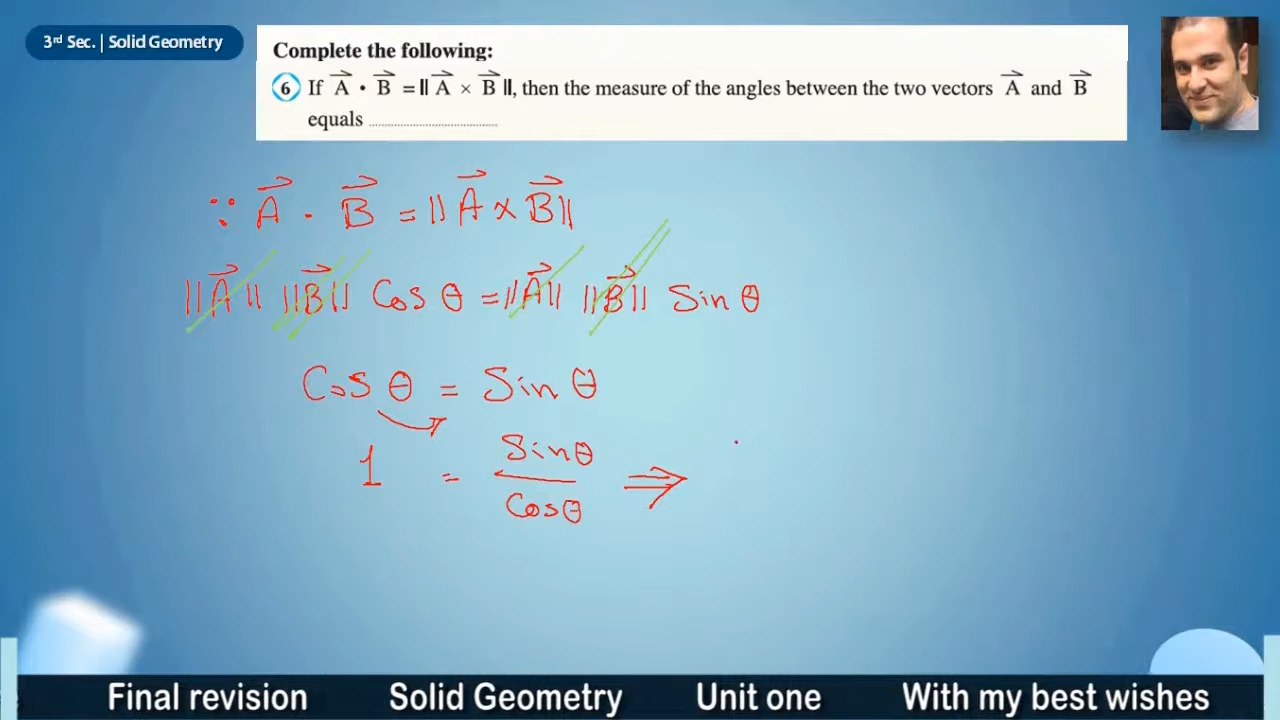 3rd Sec. | Solid Geometry
Complete the following:
6 If A⃗ · B⃗ = ‖ A⃗ × B⃗ ‖, then the measure of the angles between the two vectors A⃗ and B⃗
equals ................................
∵ A⃗ · B⃗ = ‖A⃗ × B⃗‖
‖A⃗‖ ‖B⃗‖ Cos θ = ‖A⃗‖ ‖B⃗‖ Sin θ
Cos θ = Sin θ
1 = Sinθ / Cosθ ⇒
Final revision Solid Geometry Unit one With my best wishes